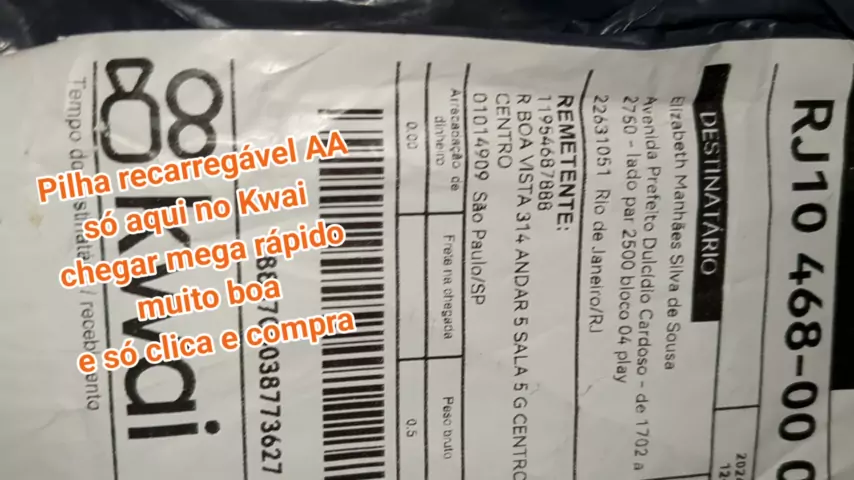 Pilha recarregável AA
só aqui no Kwai
chegar mega rápido
muito boa
e só clica e compra
RJ10 468-00 0
DESTINATÁRIO
Elizabeth Manhães Silva de Sousa
Avenida Prefeito Dulcídio Cardoso - de 1702 a
2750 - lado par 2500 bloco 04 play
22631051 Rio de Janeiro/RJ
REMETENTE:
11954687888
R BOA VISTA 314 ANDAR 5 SALA 5 G CENTRO
CENTRO
01014909 São Paulo/SP
Arrecadação de
dinheiro
Frete na chegada
Peso bruto
0.00
0.5
038773627
Kwai
Tempo